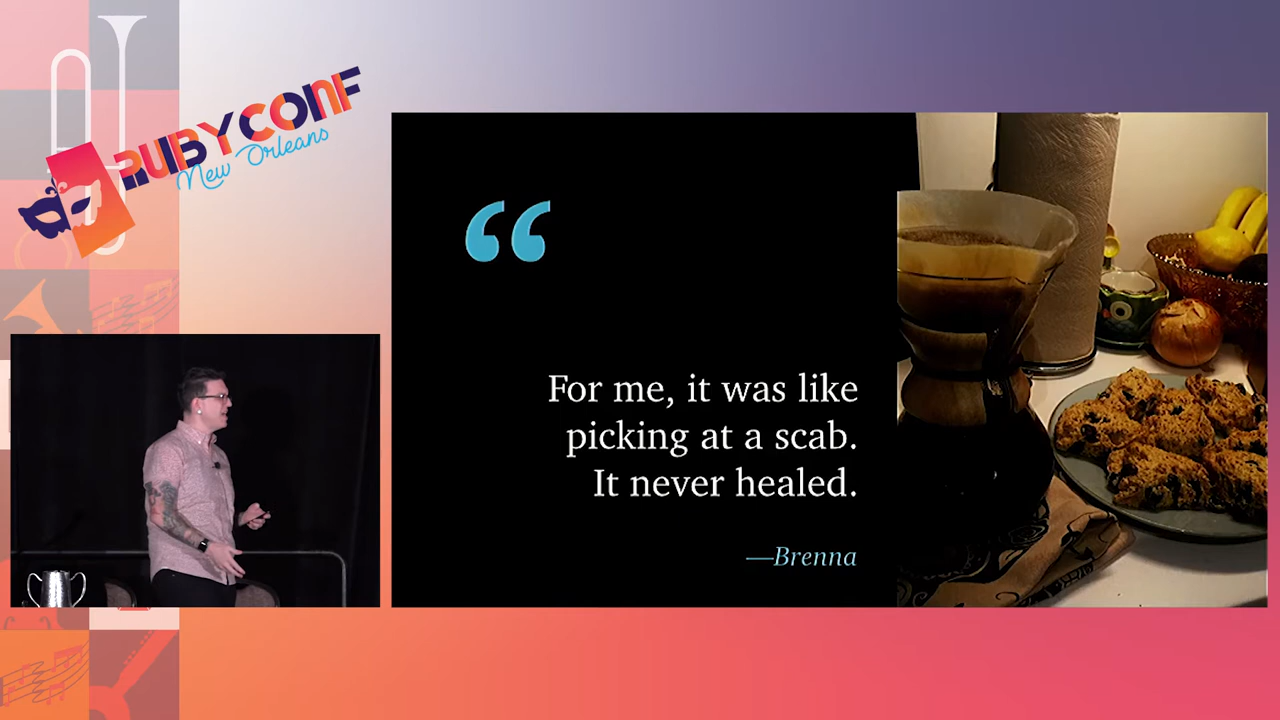 RUBYCONF
New Orleans
“
For me, it was like
picking at a scab.
It never healed.
—Brenna